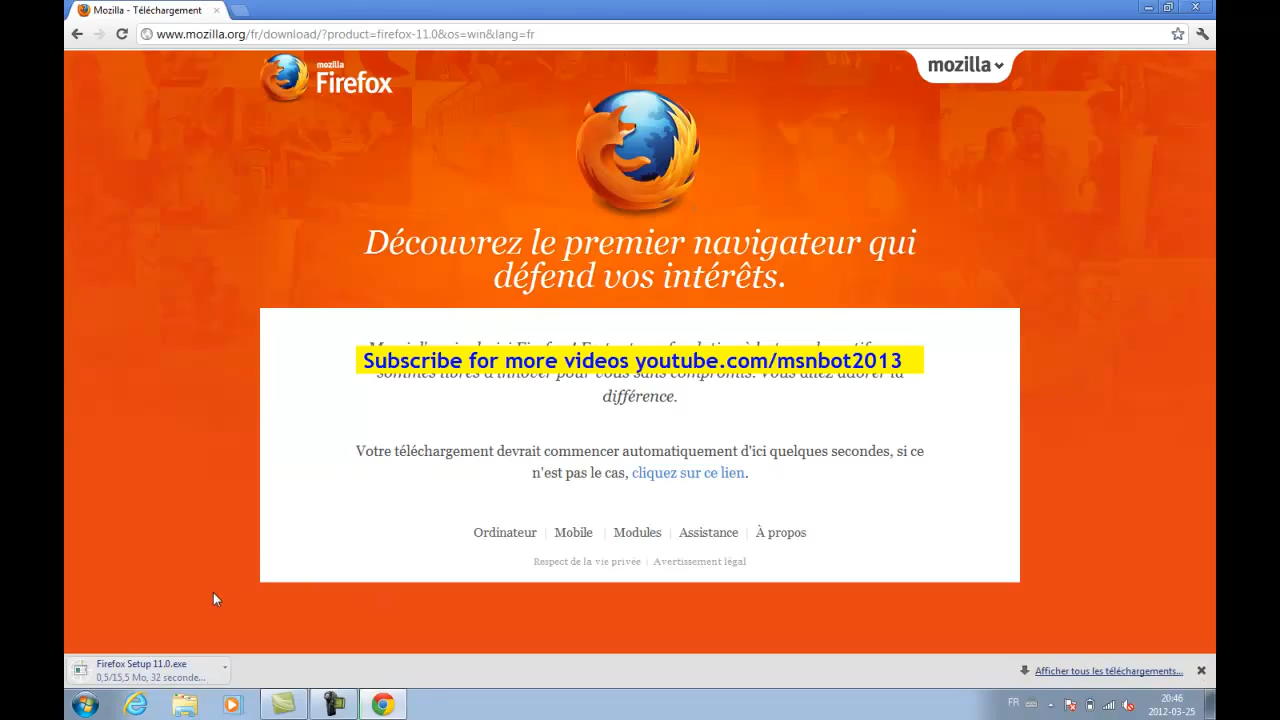 Mozilla - Téléchargement
www.mozilla.org/fr/download/?product=firefox-11.0&os=win&lang=fr
mozilla
Firefox
mozilla
Découvrez le premier navigateur qui
défend vos intérêts.
Subscribe for more videos youtube.com/msnbot2013
différence.
Votre téléchargement devrait commencer automatiquement d'ici quelques secondes, si ce
n'est pas le cas, cliquez sur ce lien.
Ordinateur | Mobile | Modules | Assistance | À propos
Respect de la vie privée | Avertissement légal
Firefox Setup 11.0.exe
0,5/15,5 Mo, 32 seconde...
Afficher tous les téléchargements...
FR
20:46
2012-03-25